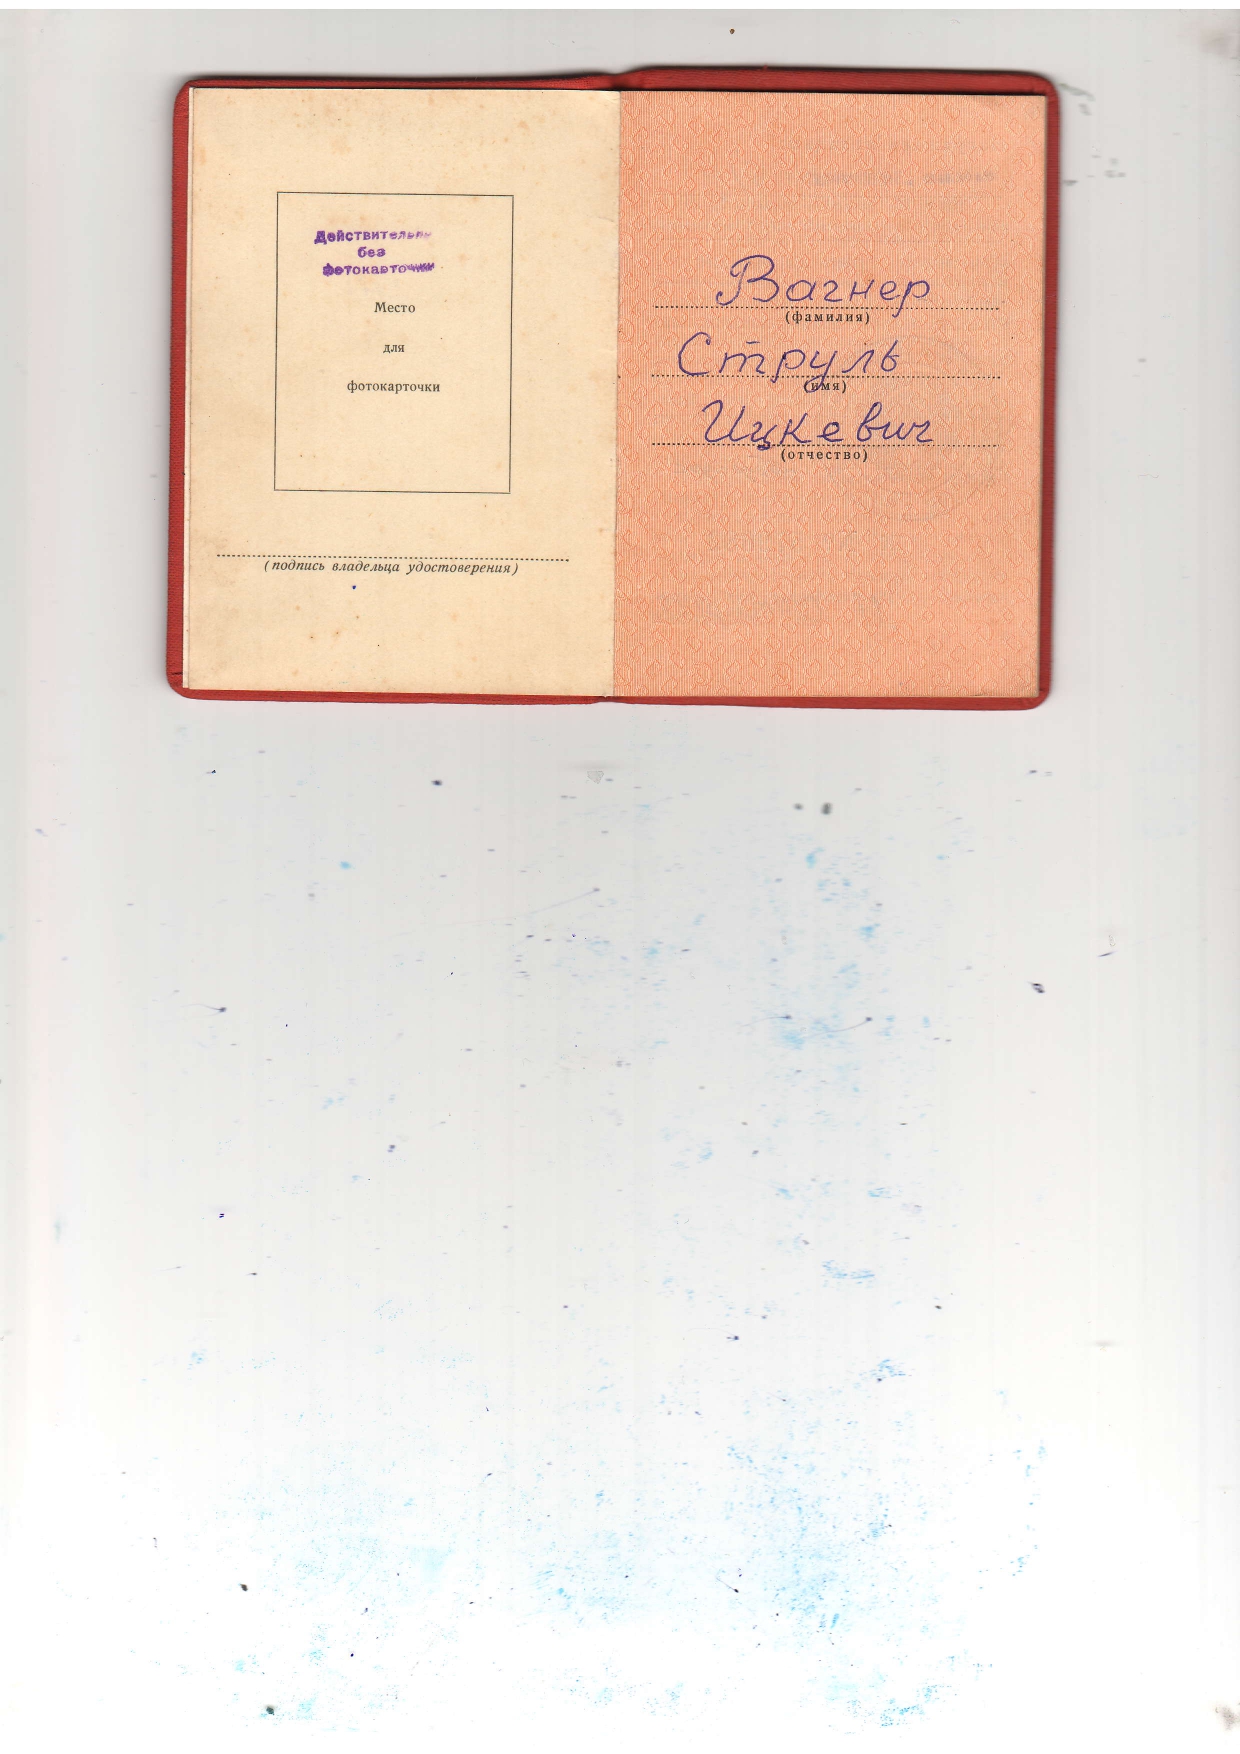 Действительно
без
фотокарточки
Место
для
фотокарточки
(подпись владельца удостоверения)
Вагнер
(фамилия)
Струль
(имя)
Ицкевич
(отчество)